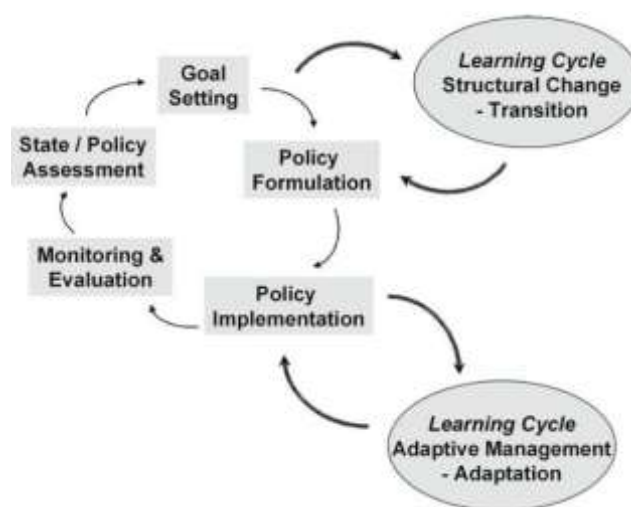 Goal
Setting
Learning Cycle
Structural Change
- Transition
State / Policy
Assessment
Policy
Formulation
Monitoring &
Evaluation
Policy
Implementation
Learning Cycle
Adaptive Management
- Adaptation